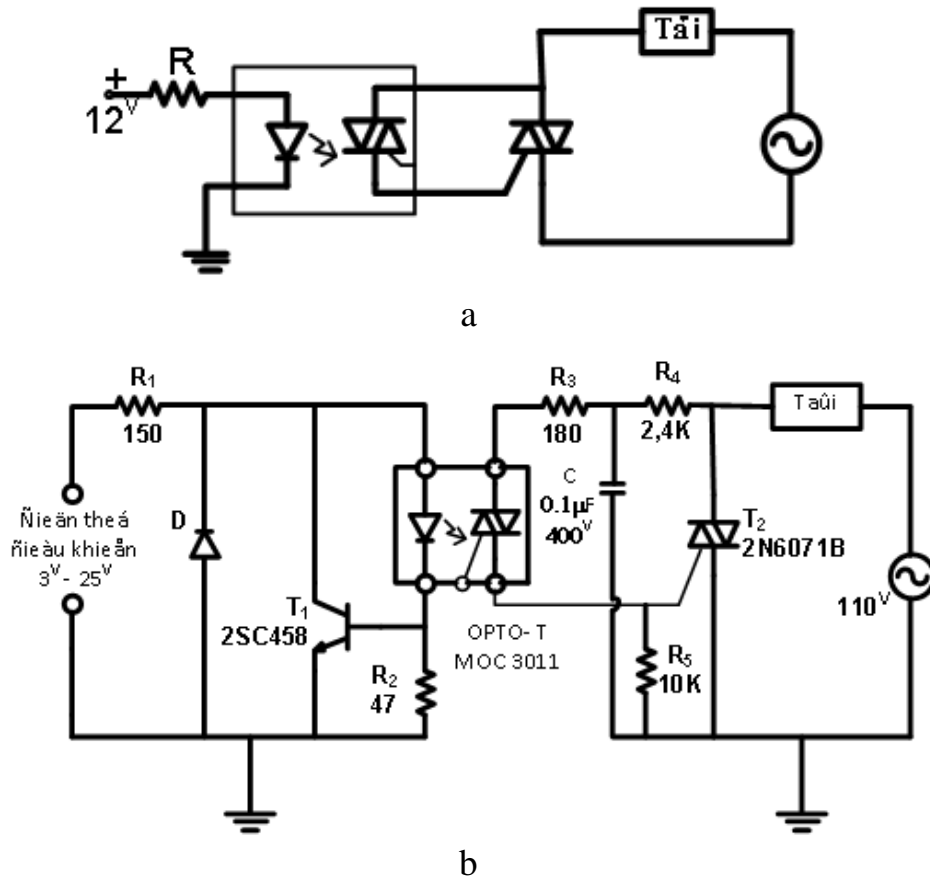 Tải
R
+
12V
a
R1
150
R3
180
R4
2,4K
Taûi
C
0.1µF
400V
Ñieän theá
ñieàu khieån
3V - 25V
D
T1
2SC458
R2
47
OPTO- T
MOC 3011
T2
2N6071B
R5
10K
110V
b